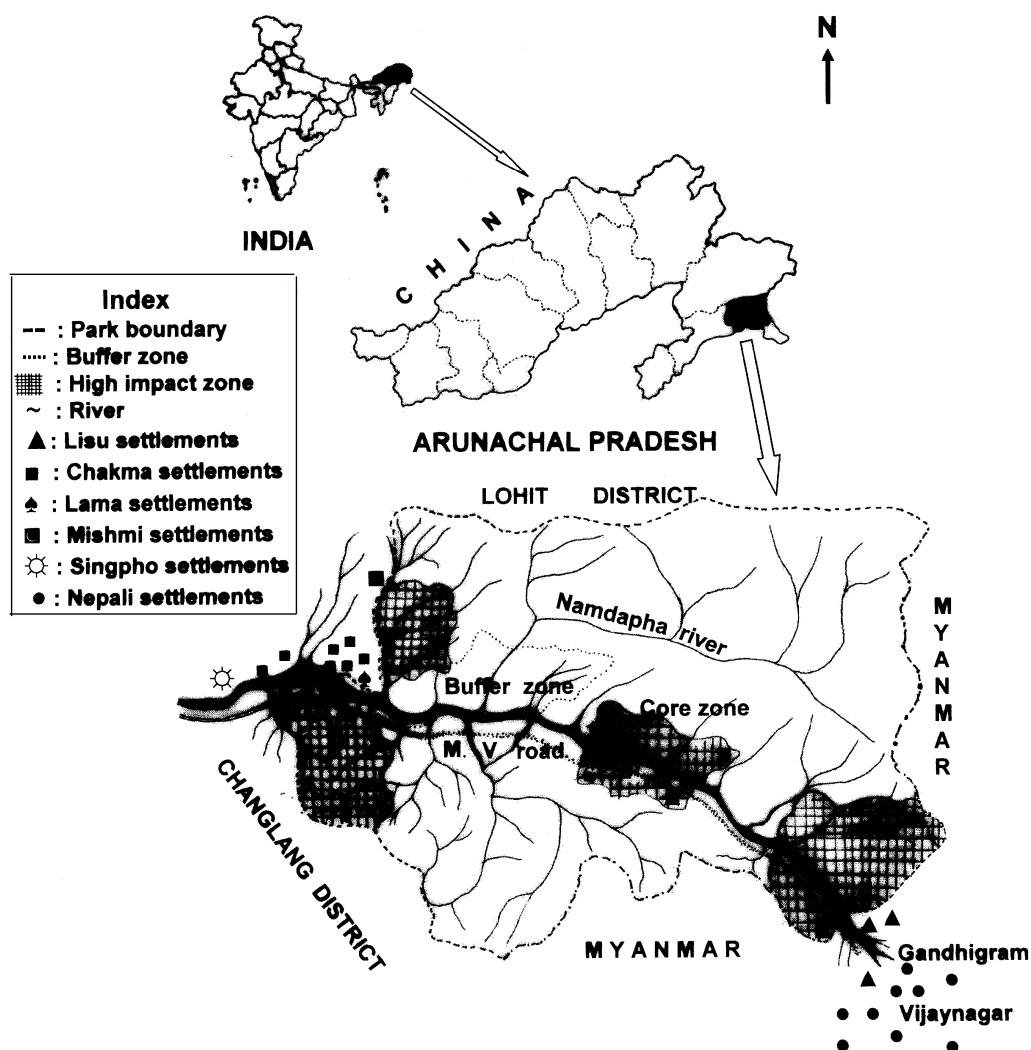 N
INDIA
CHINA
Index
: Park boundary
: Buffer zone
: High impact zone
: River
: Lisu settlements
: Chakma settlements
: Lama settlements
: Mishmi settlements
: Singpho settlements
: Nepali settlements
ARUNACHAL PRADESH
LOHIT DISTRICT
Namdapha river
MYANMAR
Buffer zone
Core zone
M. V road
CHANGLANG DISTRICT
MYANMAR
Gandhigram
Vijaynagar